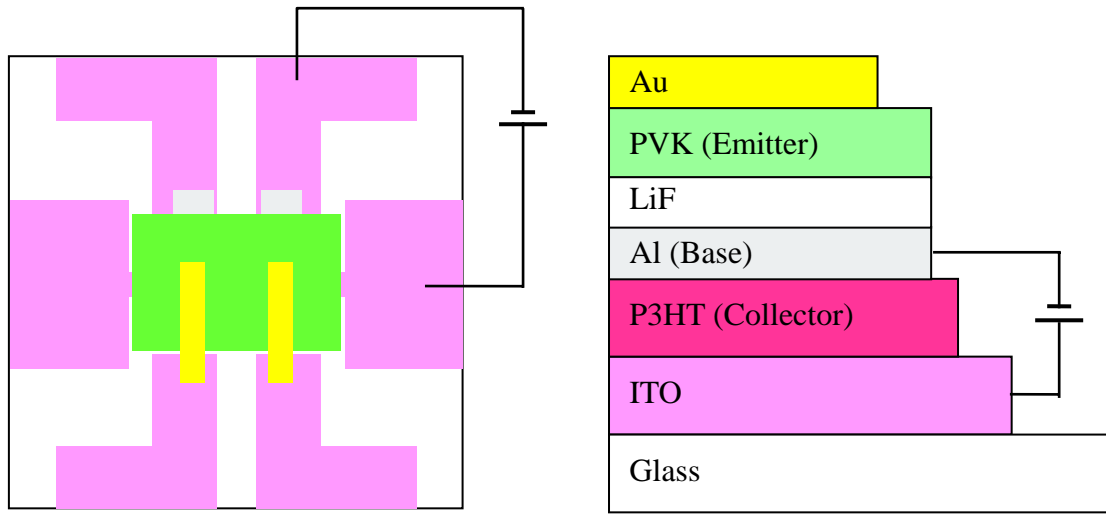 Au
PVK (Emitter)
LiF
Al (Base)
P3HT (Collector)
ITO
Glass